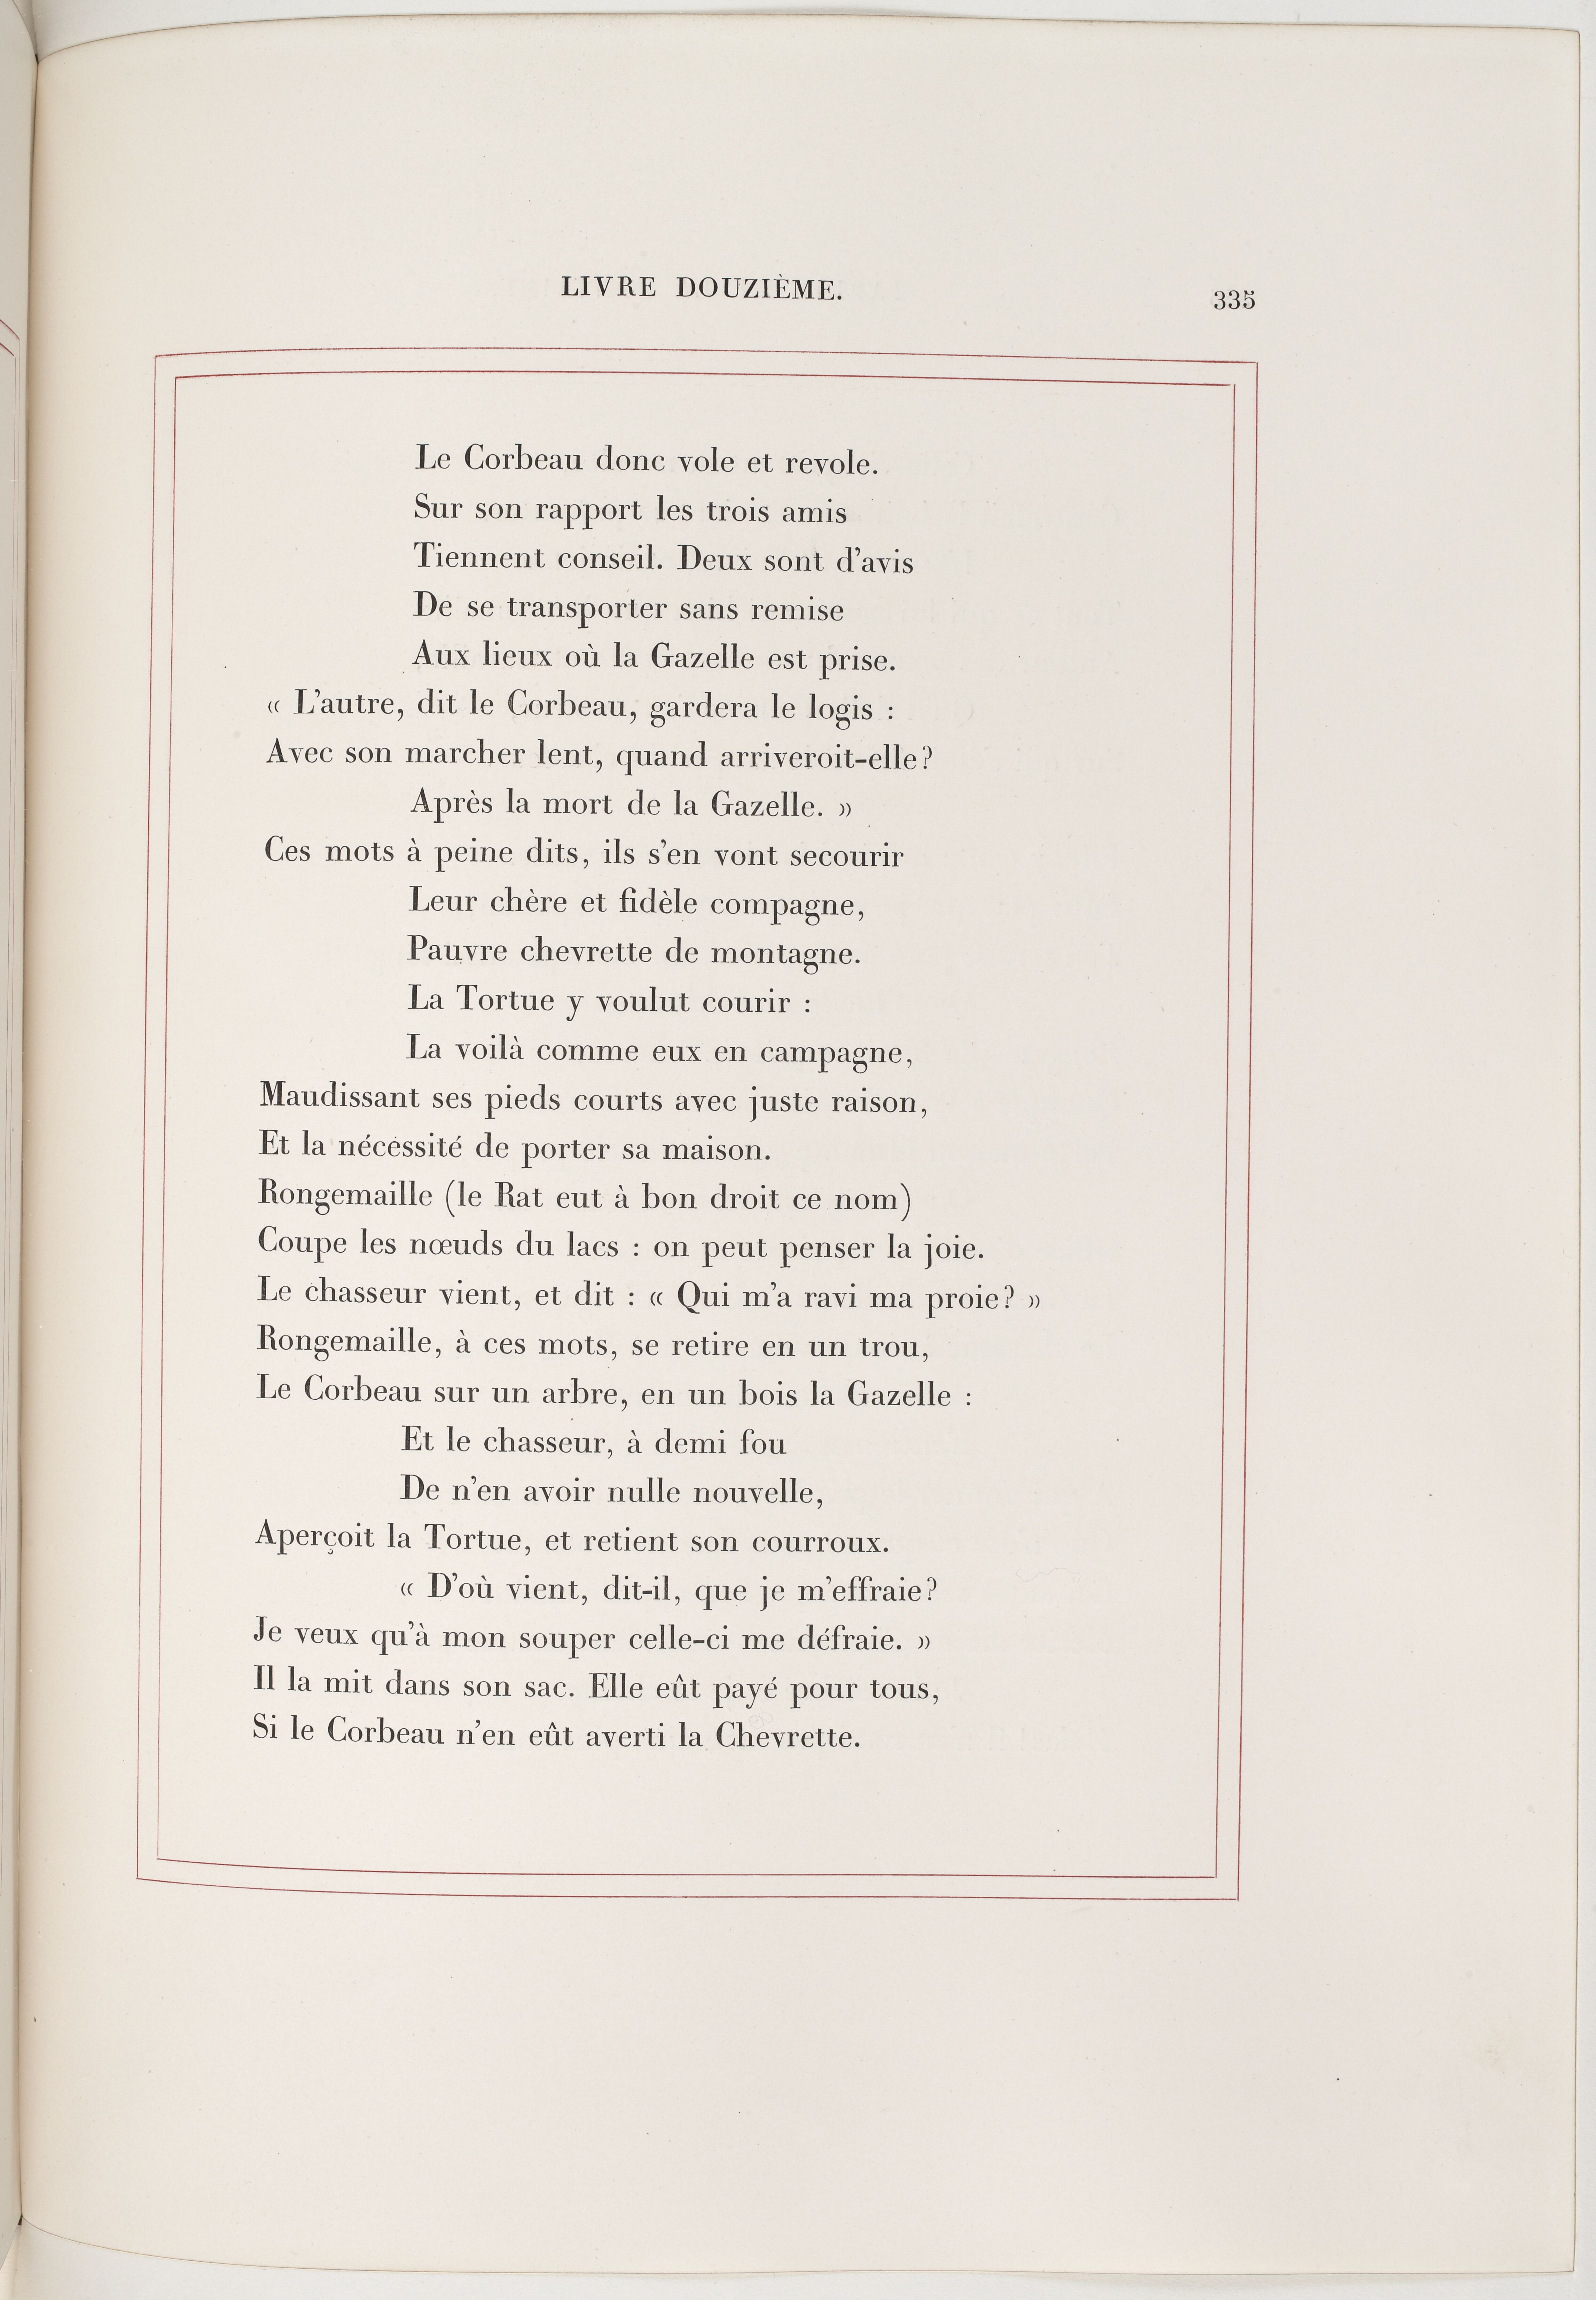 LIVRE DOUZIÈME.
335
Le Corbeau donc vole et revole.
Sur son rapport les trois amis
Tiennent conseil. Deux sont d'avis
De se transporter sans remise
Aux lieux où la Gazelle est prise.
« L'autre, dit le Corbeau, gardera le logis :
Avec son marcher lent, quand arriveroit-elle?
Après la mort de la Gazelle. »
Ces mots à peine dits, ils s'en vont secourir
Leur chère et fidèle compagne,
Pauvre chevrette de montagne.
La Tortue y voulut courir :
La voilà comme eux en campagne,
Maudissant ses pieds courts avec juste raison,
Et la nécessité de porter sa maison.
Rongemaille (le Rat eut à bon droit ce nom)
Coupe les nœuds du lacs : on peut penser la joie.
Le chasseur vient, et dit : « Qui m'a ravi ma proie? »
Rongemaille, à ces mots, se retire en un trou,
Le Corbeau sur un arbre, en un bois la Gazelle :
Et le chasseur, à demi fou
De n'en avoir nulle nouvelle,
Aperçoit la Tortue, et retient son courroux.
« D'où vient, dit-il, que je m'effraie?
Je veux qu'à mon souper celle-ci me défraie. »
Il la mit dans son sac. Elle eût payé pour tous,
Si le Corbeau n'en eût averti la Chevrette.